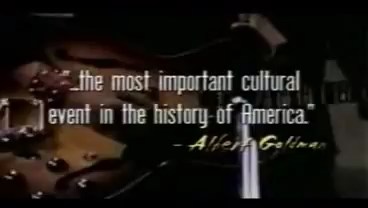 "...the most important cultural
event in the history of America."
- Albert Goldman